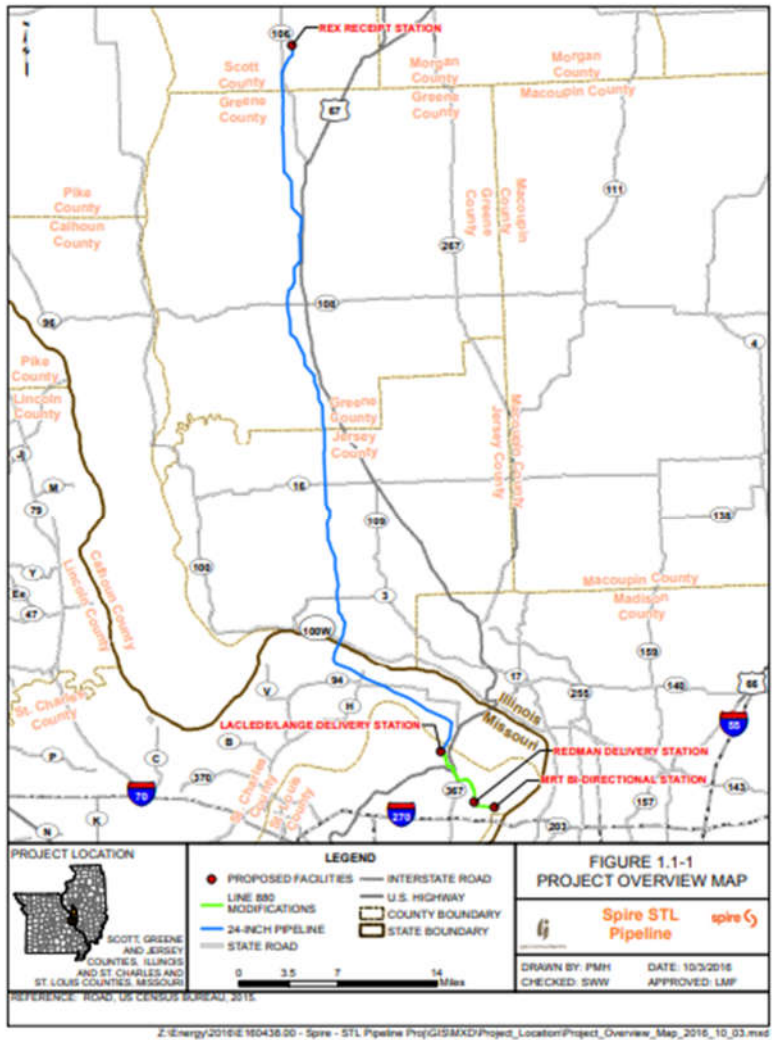 106
REX RECEIPT STATION
Scott
County
Greene
County
Morgan
County
Greene
County
Morgan
County
Macoupin County
67
Pike
County
Calhoun
County
Macoupin
County
Greene
County
111
267
96
108
4
Pike
County
Lincoln
County
Greene
County
Jersey
County
Macoupin County
Jersey County
J
M
79
16
109
138
Y
Ee
47
Calhoun County
Lincoln County
100
3
Macoupin County
Madison
County
100W
159
St. Charles
County
V
94
H
17
255
140
66
Illinois
Missouri
55
LACLEDE/LANGE DELIVERY STATION
B
P
C
370
REDMAN DELIVERY STATION
MRT BI-DIRECTIONAL STATION
St. Charles
County
St. Louis
County
70
367
270
143
157
203
N
K
PROJECT LOCATION
SCOTT, GREENE
AND JERSEY
COUNTIES, ILLINOIS
AND ST. CHARLES AND
ST. LOUIS COUNTIES, MISSOURI
LEGEND
PROPOSED FACILITIES
LINE 880
MODIFICATIONS
24-INCH PIPELINE
STATE ROAD
INTERSTATE ROAD
U.S. HIGHWAY
COUNTY BOUNDARY
STATE BOUNDARY
0 3.5 7 14
Miles
FIGURE 1.1-1
PROJECT OVERVIEW MAP
Spire STL
Pipeline
spire
DRAWN BY: PMH DATE: 10/3/2016
CHECKED: SWW APPROVED: LMF
REFERENCE: ROAD, US CENSUS BUREAU, 2015.
Z:\Energy\2016\E160438.00 - Spire - STL Pipeline Proj\GIS\MXD\Project_Location\Project_Overview_Map_2016_10_03.mxd